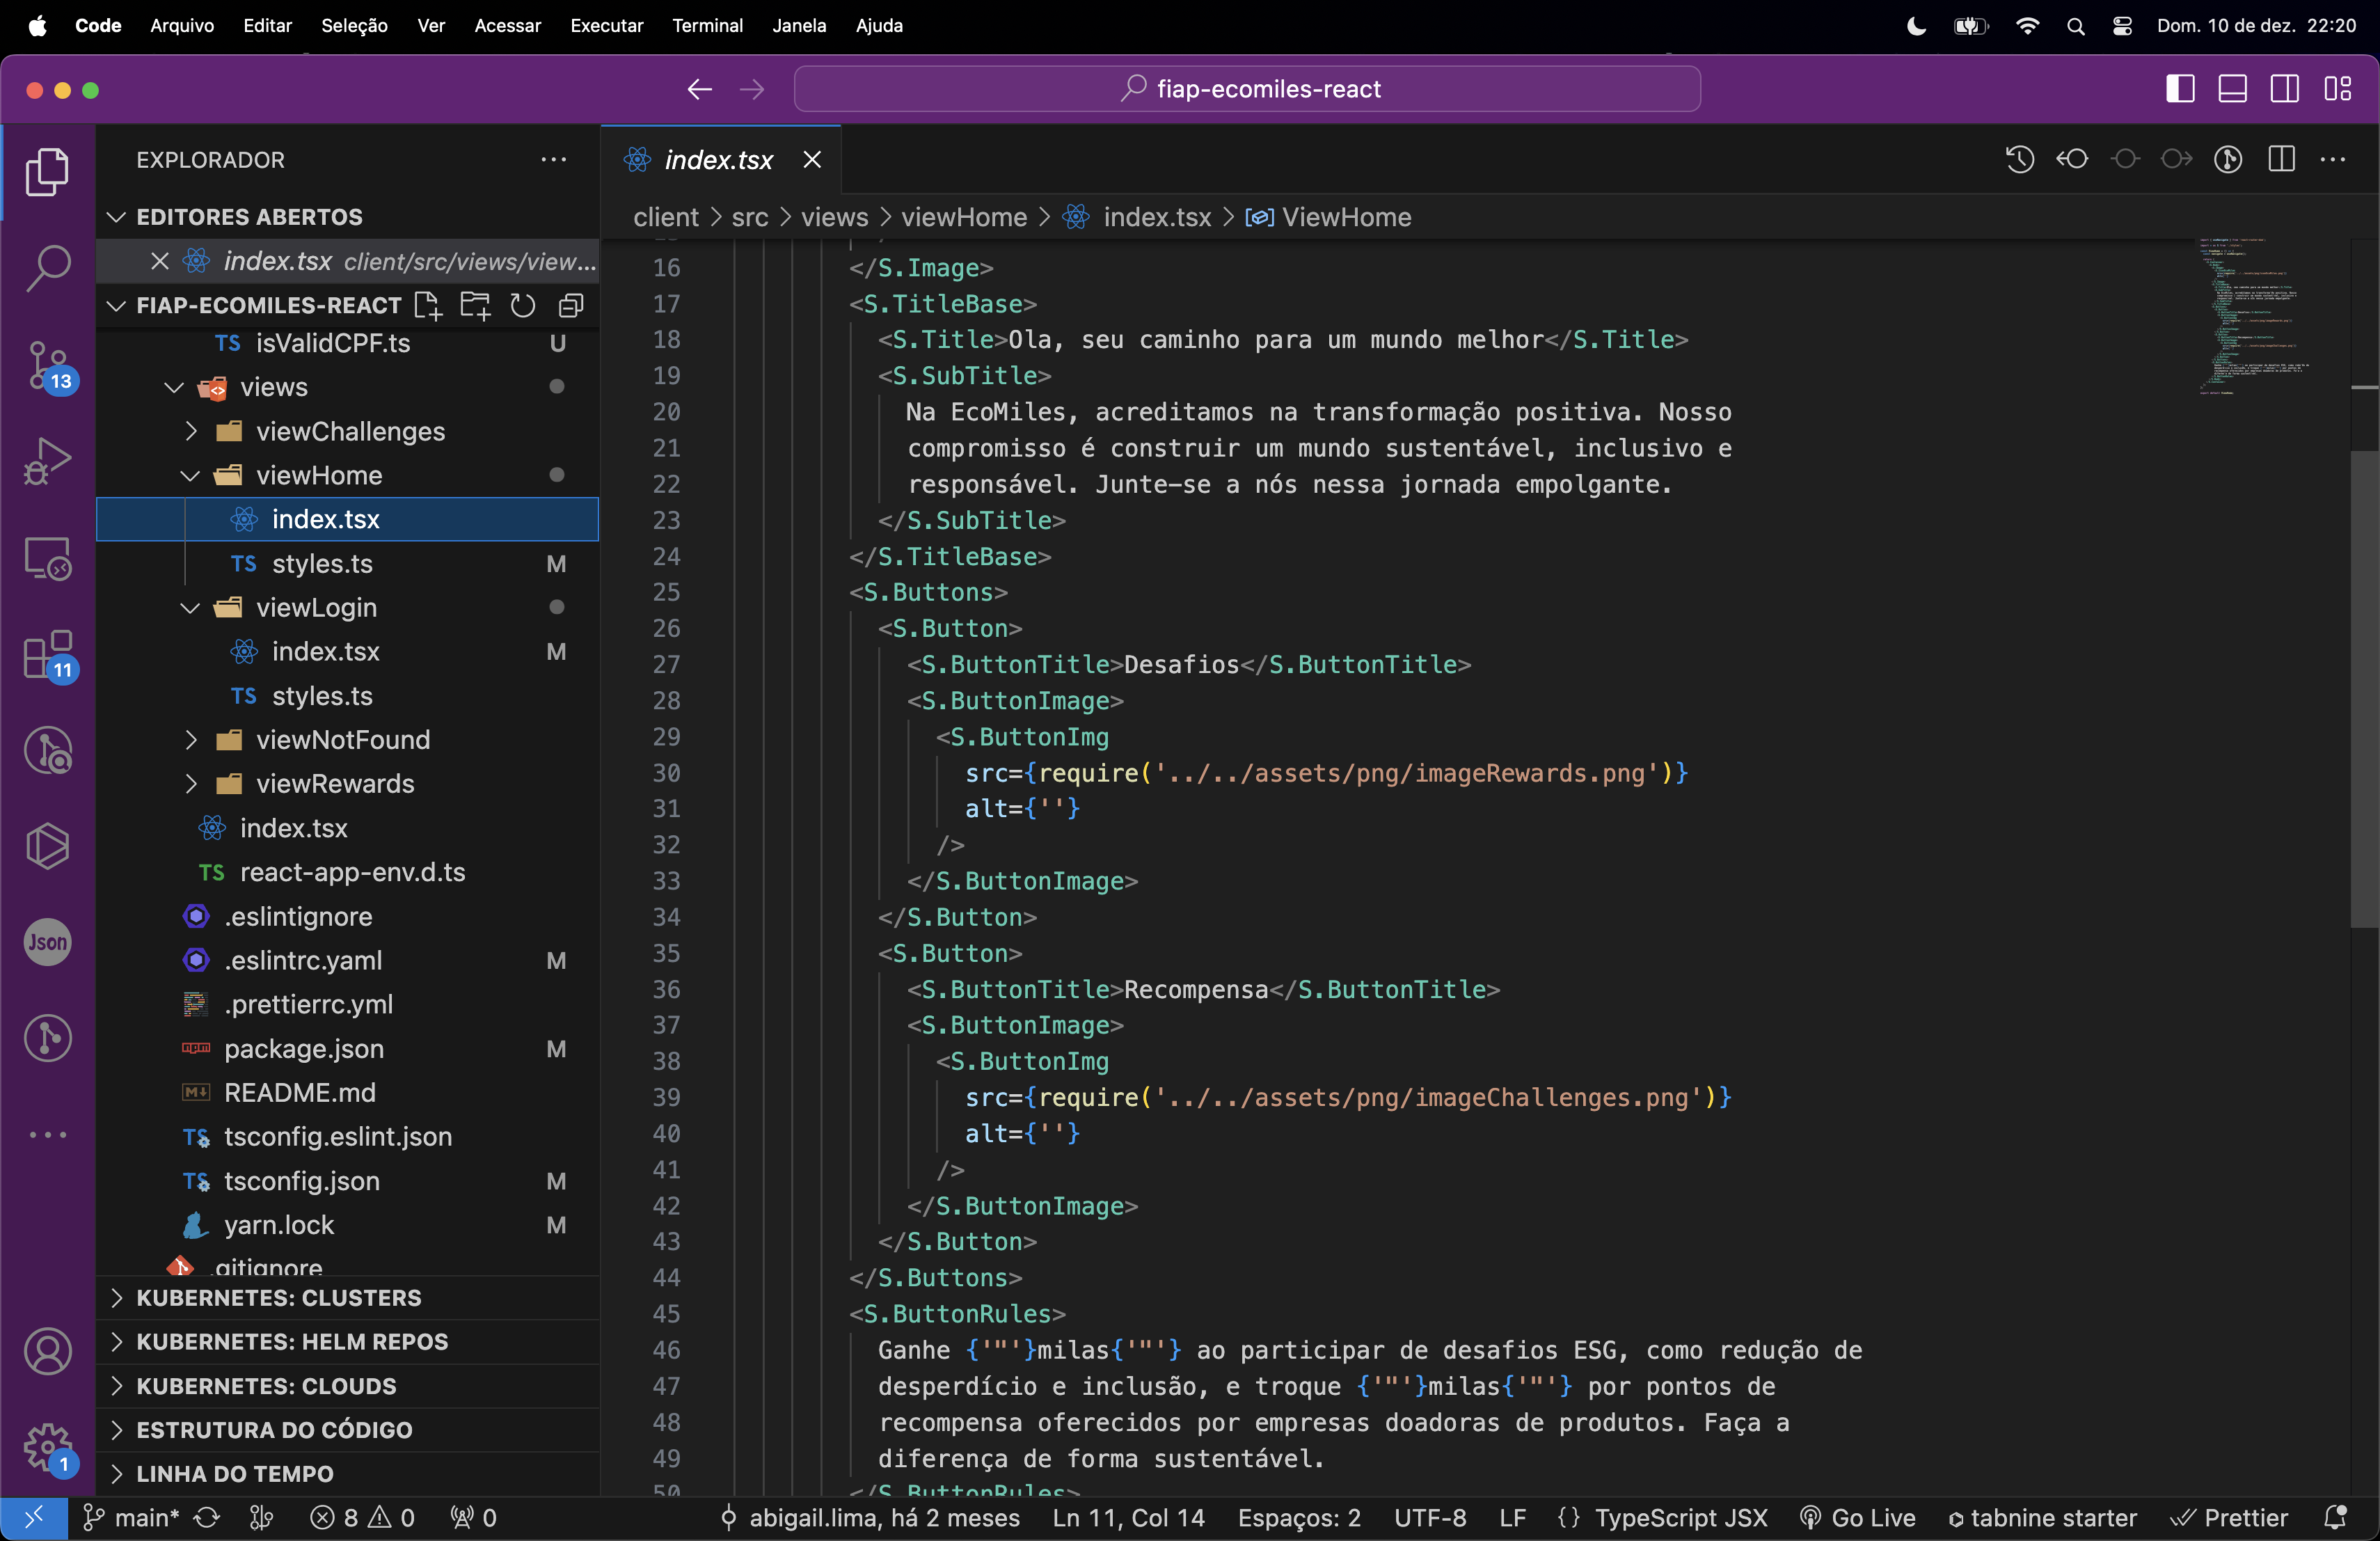 Code Arquivo Editar Seleção Ver Acessar Executar Terminal Janela Ajuda Dom. 10 de dez. 22:20
fiap-ecomiles-react
EXPLORADOR
EDITORES ABERTOS
index.tsx client/src/views/view...
FIAP-ECOMILES-REACT
TS isValidCPF.ts U
views
viewChallenges
viewHome
index.tsx
TS styles.ts M
viewLogin
index.tsx M
TS styles.ts
viewNotFound
viewRewards
index.tsx
TS react-app-env.d.ts
.eslintignore
.eslintrc.yaml M
.prettierrc.yml
package.json M
README.md
TS tsconfig.eslint.json
TS tsconfig.json M
yarn.lock M
.gitignore
KUBERNETES: CLUSTERS
KUBERNETES: HELM REPOS
KUBERNETES: CLOUDS
ESTRUTURA DO CÓDIGO
LINHA DO TEMPO
13
11
Json
1
index.tsx
client > src > views > viewHome > index.tsx > ViewHome
16 </S.Image>
17 <S.TitleBase>
18 <S.Title>Ola, seu caminho para um mundo melhor</S.Title>
19 <S.SubTitle>
20 Na EcoMiles, acreditamos na transformação positiva. Nosso
21 compromisso é construir um mundo sustentável, inclusivo e
22 responsável. Junte-se a nós nessa jornada empolgante.
23 </S.SubTitle>
24 </S.TitleBase>
25 <S.Buttons>
26 <S.Button>
27 <S.ButtonTitle>Desafios</S.ButtonTitle>
28 <S.ButtonImage>
29 <S.ButtonImg
30 src={require('../../assets/png/imageRewards.png')}
31 alt={''}
32 />
33 </S.ButtonImage>
34 </S.Button>
35 <S.Button>
36 <S.ButtonTitle>Recompensa</S.ButtonTitle>
37 <S.ButtonImage>
38 <S.ButtonImg
39 src={require('../../assets/png/imageChallenges.png')}
40 alt={''}
41 />
42 </S.ButtonImage>
43 </S.Button>
44 </S.Buttons>
45 <S.ButtonRules>
46 Ganhe {'"'}milas{'"'} ao participar de desafios ESG, como redução de
47 desperdício e inclusão, e troque {'"'}milas{'"'} por pontos de
48 recompensa oferecidos por empresas doadoras de produtos. Faça a
49 diferença de forma sustentável.
50 </S.ButtonRules>
main* 8 0 0 abigail.lima, há 2 meses Ln 11, Col 14 Espaços: 2 UTF-8 LF {} TypeScript JSX Go Live tabnine starter Prettier